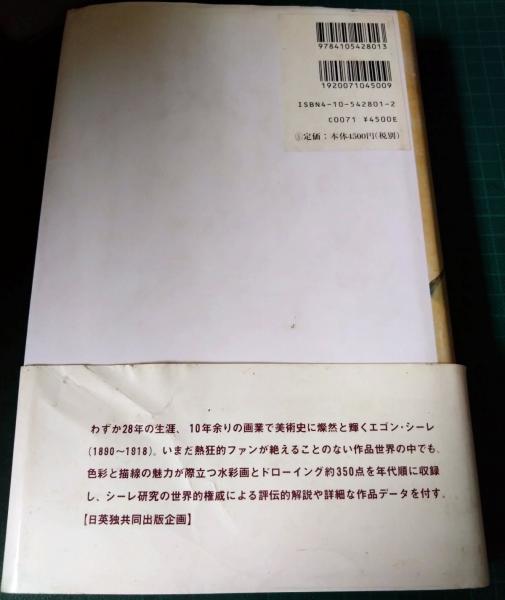 9784105428013
1920071045009
ISBN4-10-542801-2
C0071 ¥4500E
定価：本体4500円(税別)
わずか28年の生涯、10年余りの画業で美術史に燦然と輝くエゴン・シーレ
(1890〜1918)。いまだ熱狂的ファンが絶えることのない作品世界の中でも、
色彩と描線の魅力が際立つ水彩画とドローイング約350点を年代順に収録
し、シーレ研究の世界的権威による評伝的解説や詳細な作品データを付す。
【日英独共同出版企画】